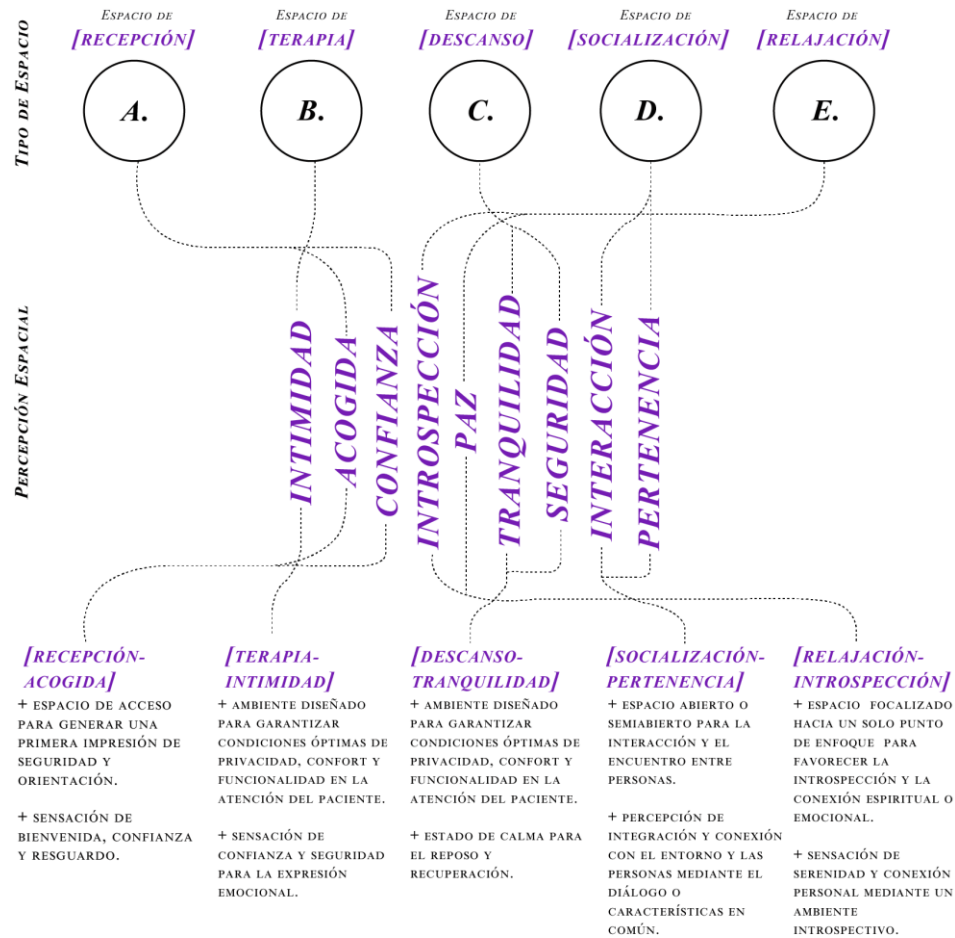 ESPACIO DE
[RECEPCIÓN]
ESPACIO DE
[TERAPIA]
ESPACIO DE
[DESCANSO]
ESPACIO DE
[SOCIALIZACIÓN]
ESPACIO DE
[RELAJACIÓN]
TIPO DE ESPACIO
A.
B.
C.
D.
E.
PERCEPCIÓN ESPACIAL
INTIMIDAD
ACOGIDA
CONFIANZA
INTROSPECCIÓN
PAZ
TRANQUILIDAD
SEGURIDAD
INTERACCIÓN
PERTENENCIA
[RECEPCIÓN-
ACOGIDA]
+ ESPACIO DE ACCESO
PARA GENERAR UNA
PRIMERA IMPRESIÓN DE
SEGURIDAD Y
ORIENTACIÓN.
+ SENSACIÓN DE
BIENVENIDA, CONFIANZA
Y RESGUARDO.
[TERAPIA-
INTIMIDAD]
+ AMBIENTE DISEÑADO
PARA GARANTIZAR
CONDICIONES ÓPTIMAS DE
PRIVACIDAD, CONFORT Y
FUNCIONALIDAD EN LA
ATENCIÓN DEL PACIENTE.
+ SENSACIÓN DE
CONFIANZA Y SEGURIDAD
PARA LA EXPRESIÓN
EMOCIONAL.
[DESCANSO-
TRANQUILIDAD]
+ AMBIENTE DISEÑADO
PARA GARANTIZAR
CONDICIONES ÓPTIMAS DE
PRIVACIDAD, CONFORT Y
FUNCIONALIDAD EN LA
ATENCIÓN DEL PACIENTE.
+ ESTADO DE CALMA PARA
EL REPOSO Y
RECUPERACIÓN.
[SOCIALIZACIÓN-
PERTENENCIA]
+ ESPACIO ABIERTO O
SEMIABIERTO PARA LA
INTERACCIÓN Y EL
ENCUENTRO ENTRE
PERSONAS.
+ PERCEPCIÓN DE
INTEGRACIÓN Y CONEXIÓN
CON EL ENTORNO Y LAS
PERSONAS MEDIANTE EL
DIÁLOGO O
CARACTERÍSTICAS EN
COMÚN.
[RELAJACIÓN-
INTROSPECCIÓN]
+ ESPACIO FOCALIZADO
HACIA UN SOLO PUNTO
DE ENFOQUE PARA
FAVORECER LA
INTROSPECCIÓN Y LA
CONEXIÓN ESPIRITUAL O
EMOCIONAL.
+ SENSACIÓN DE
SERENIDAD Y CONEXIÓN
PERSONAL MEDIANTE UN
AMBIENTE
INTROSPECTIVO.